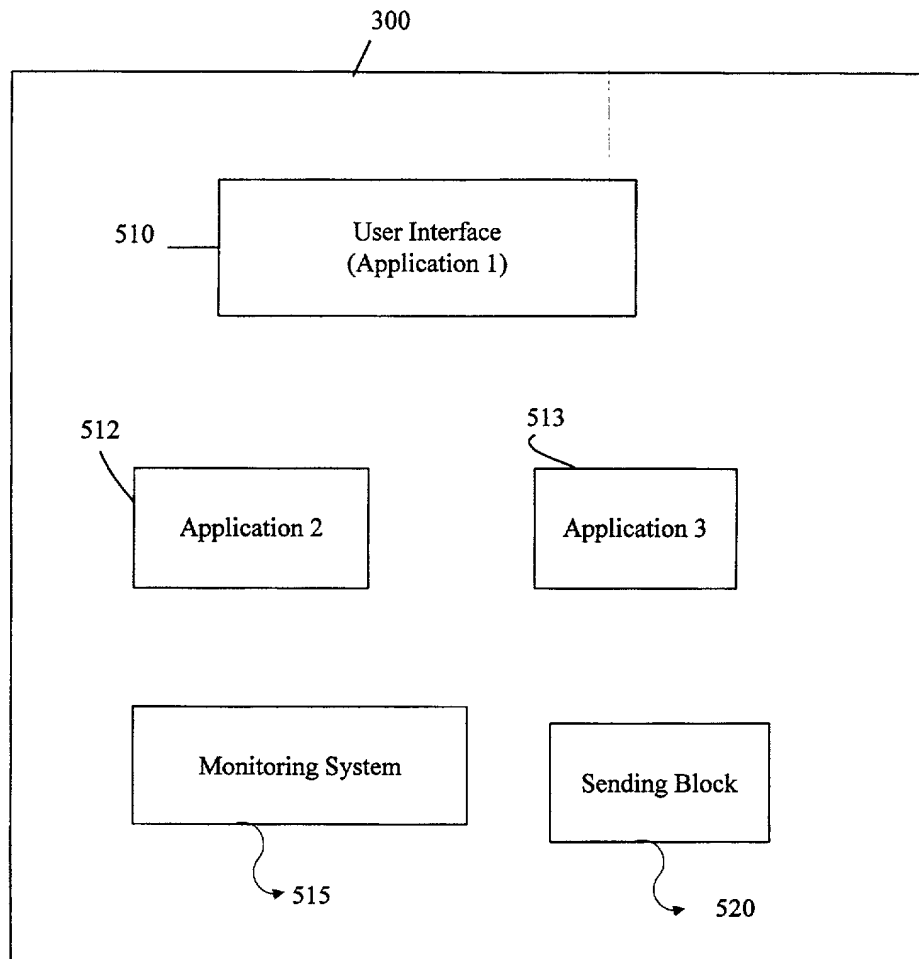 300
510
User Interface
(Application 1)
512
513
Application 2
Application 3
Monitoring System
Sending Block
515
520